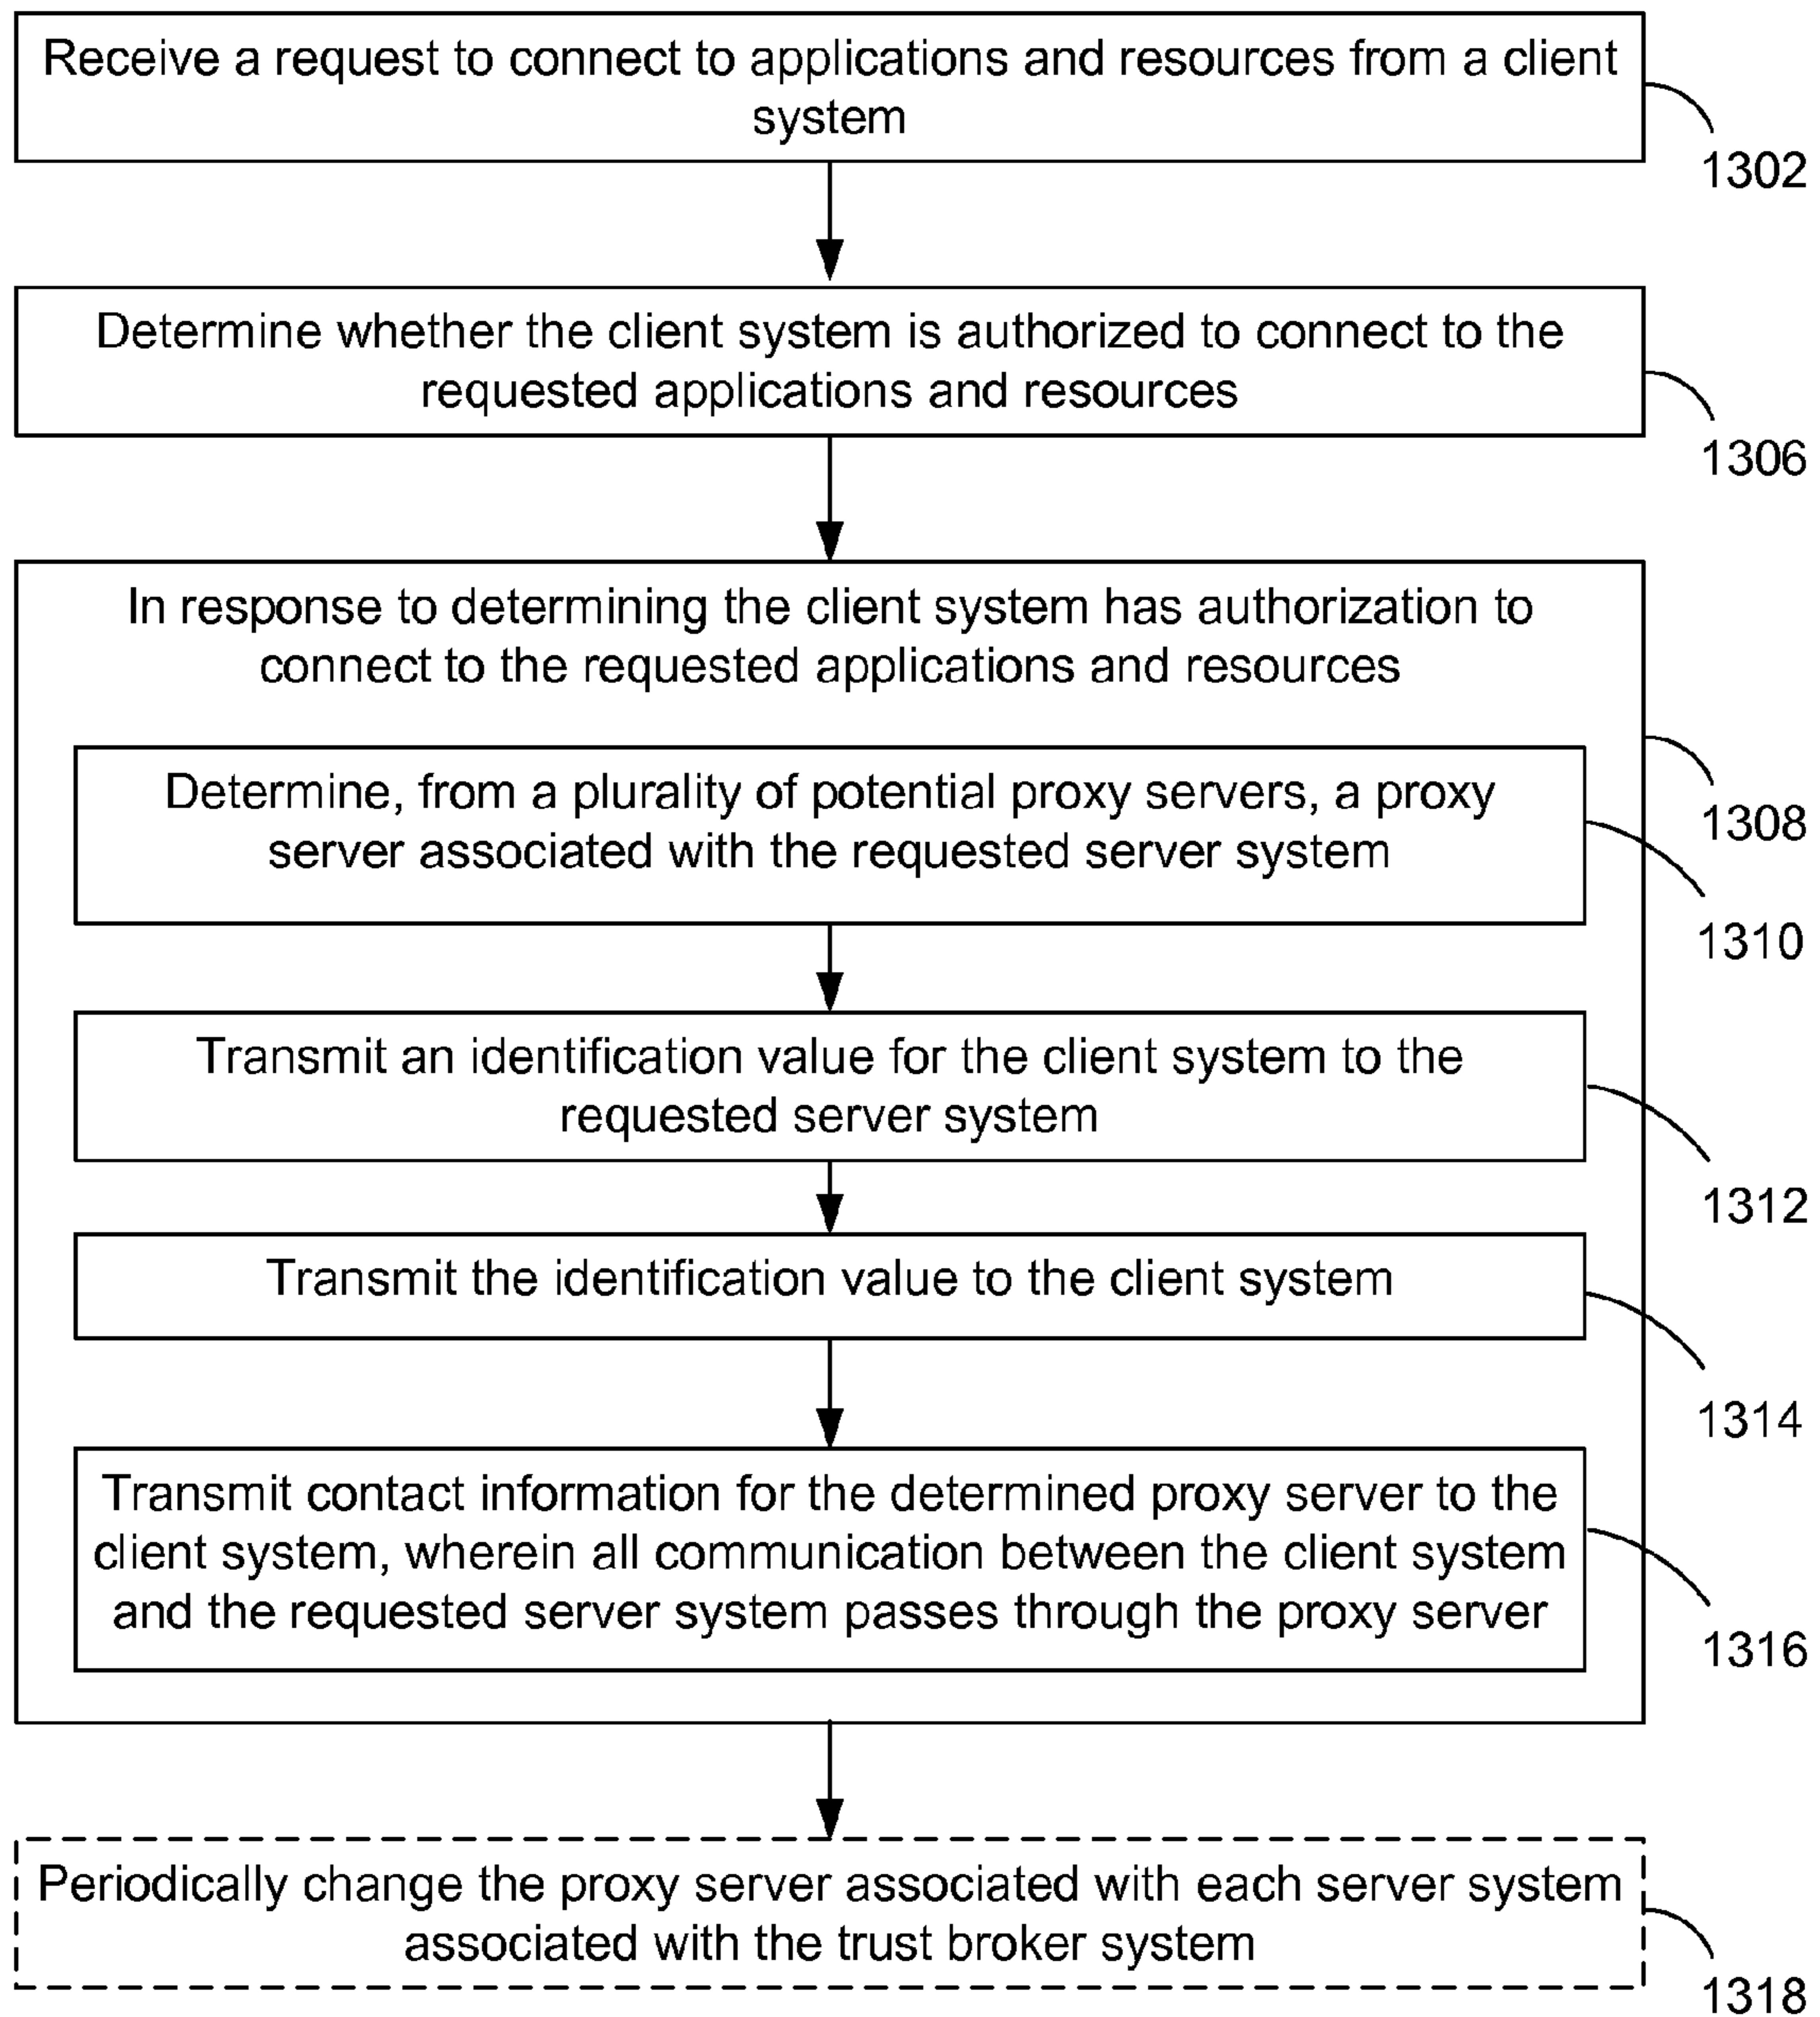 Receive a request to connect to applications and resources from a client
system
1302
Determine whether the client system is authorized to connect to the
requested applications and resources
1306
In response to determining the client system has authorization to
connect to the requested applications and resources
1308
Determine, from a plurality of potential proxy servers, a proxy
server associated with the requested server system
1310
Transmit an identification value for the client system to the
requested server system
1312
Transmit the identification value to the client system
1314
Transmit contact information for the determined proxy server to the
client system, wherein all communication between the client system
and the requested server system passes through the proxy server
1316
Periodically change the proxy server associated with each server system
associated with the trust broker system
1318